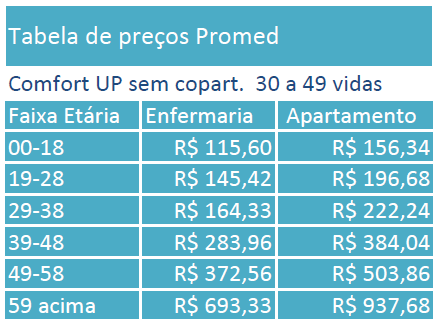 Tabela de preços Promed
Comfort UP sem copart. 30 a 49 vidas
Faixa Etária Enfermaria Apartamento
00-18 R$ 115,60 R$ 156,34
19-28 R$ 145,42 R$ 196,68
29-38 R$ 164,33 R$ 222,24
39-48 R$ 283,96 R$ 384,04
49-58 R$ 372,56 R$ 503,86
59 acima R$ 693,33 R$ 937,68